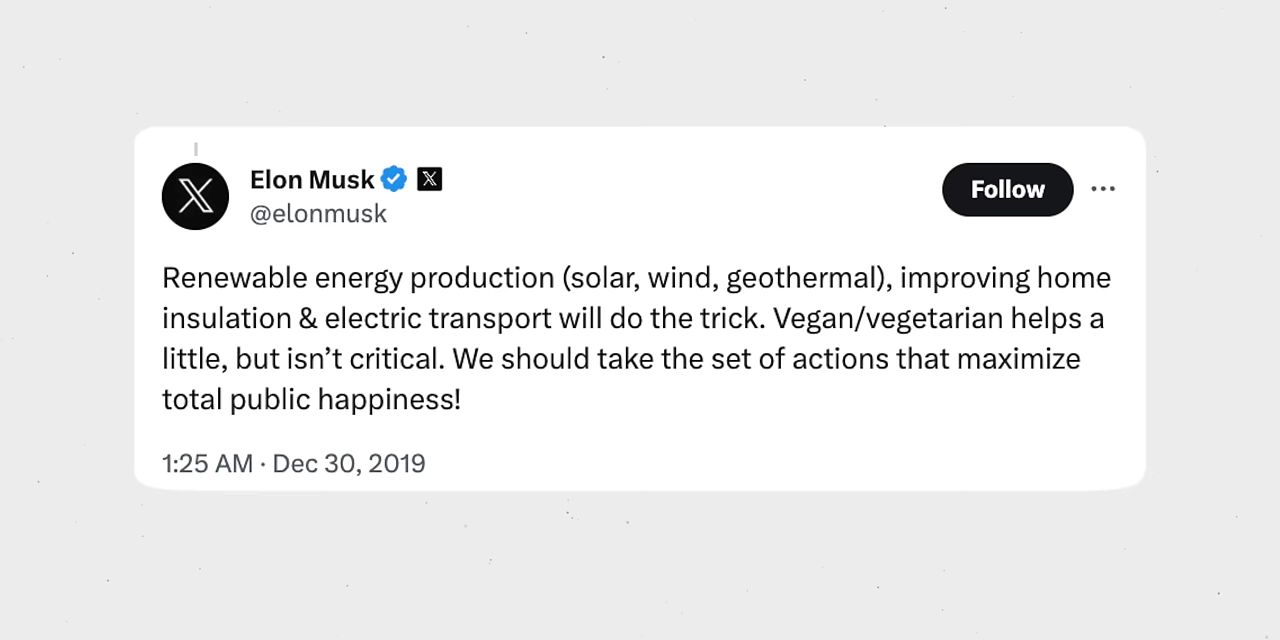 Elon Musk
@elonmusk
Follow
Renewable energy production (solar, wind, geothermal), improving home
insulation & electric transport will do the trick. Vegan/vegetarian helps a
little, but isn’t critical. We should take the set of actions that maximize
total public happiness!
1:25 AM · Dec 30, 2019